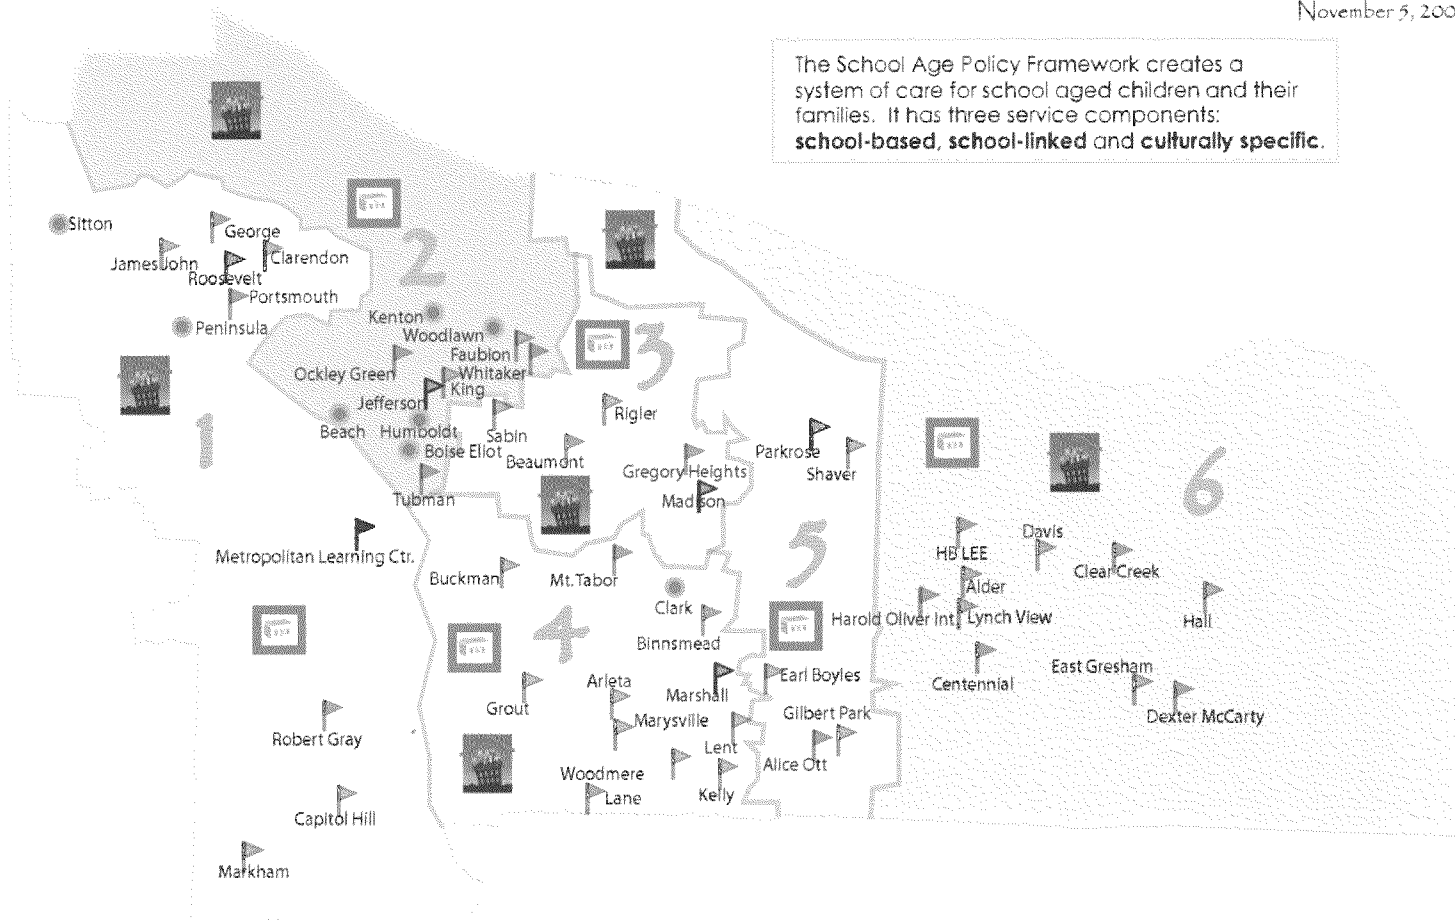 November 5, 200
The School Age Policy Framework creates a
system of care for school aged children and their
families. It has three service components:
school-based, school-linked and culturally specific.
Sitton
George
James John
Clarendon
Roosevelt
Portsmouth
Peninsula
1
2
Kenton
Woodlawn
Faubion
Ockley Green
Whitaker
King
Jefferson
Beach
Humboldt
Boise Eliot
Tubman
3
Sabin
Rigler
Beaumont
Gregory Heights
Madison
Parkrose
Shaver
Metropolitan Learning Ctr.
Buckman
Mt. Tabor
Clark
Binnsmead
4
5
6
HB LEE
Davis
Clear Creek
Alder
Harold Oliver Int.
Lynch View
Hall
Centennial
East Gresham
Dexter McCarty
Earl Boyles
Gilbert Park
Alice Ott
Marshall
Arleta
Grout
Marysville
Lent
Woodmere
Lane
Kelly
Robert Gray
Capitol Hill
Markham